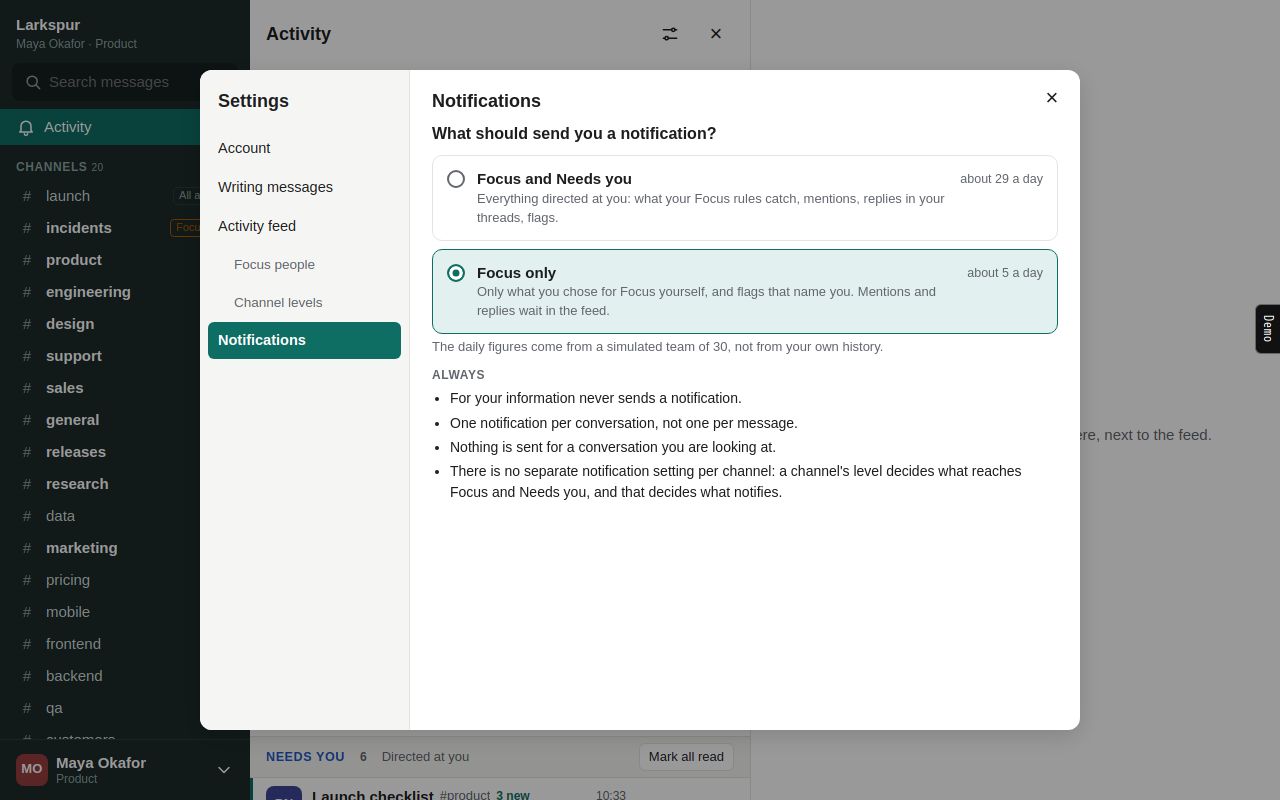 Larkspur
Maya Okafor · Product
Search messages
Activity
CHANNELS 20
# launch
# incidents
# product
# engineering
# design
# support
# sales
# general
# releases
# research
# data
# marketing
# pricing
# mobile
# frontend
# backend
# qa
MO
Maya Okafor
Product
Activity
Settings
Account
Writing messages
Activity feed
Focus people
Channel levels
Notifications
Notifications
What should send you a notification?
Focus and Needs you
about 29 a day
Everything directed at you: what your Focus rules catch, mentions, replies in your
threads, flags.
Focus only
about 5 a day
Only what you chose for Focus yourself, and flags that name you. Mentions and
replies wait in the feed.
The daily figures come from a simulated team of 30, not from your own history.
ALWAYS
• For your information never sends a notification.
• One notification per conversation, not one per message.
• Nothing is sent for a conversation you are looking at.
• There is no separate notification setting per channel: a channel's level decides what reaches
Focus and Needs you, and that decides what notifies.
NEEDS YOU 6 Directed at you
Mark all read
Launch checklist #product 3 new 10:33
next to the feed.
Demo